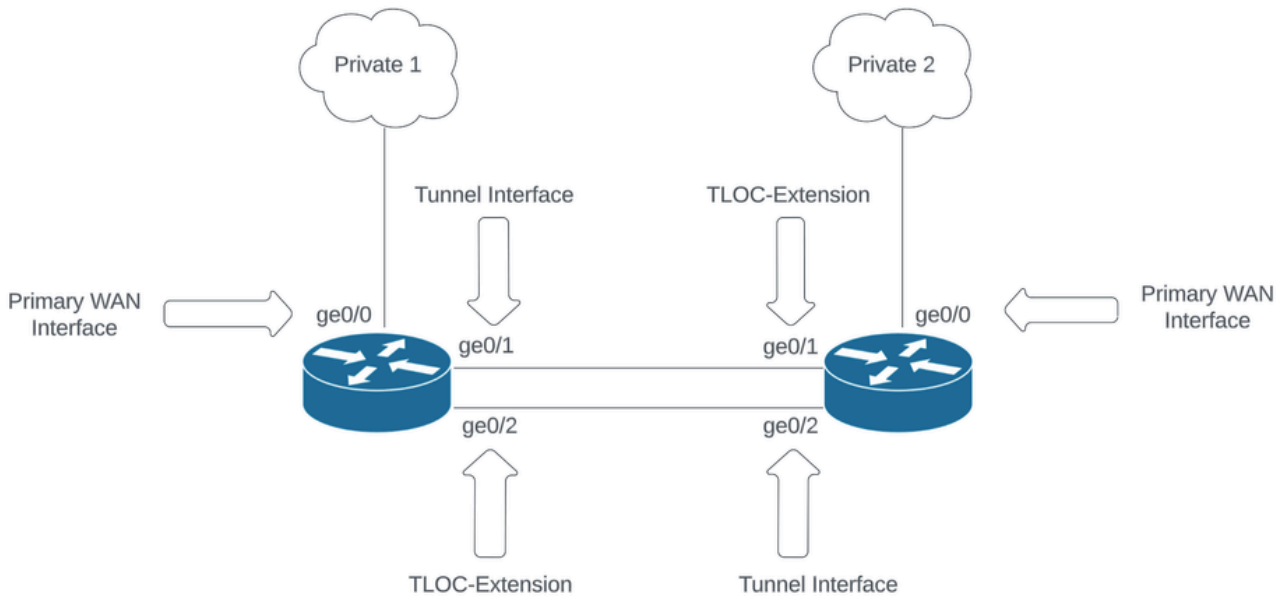 Private 1
Private 2
Tunnel Interface
TLOC-Extension
Primary WAN
Interface
ge0/0
ge0/0
Primary WAN
Interface
ge0/1
ge0/1
ge0/2
ge0/2
TLOC-Extension
Tunnel Interface